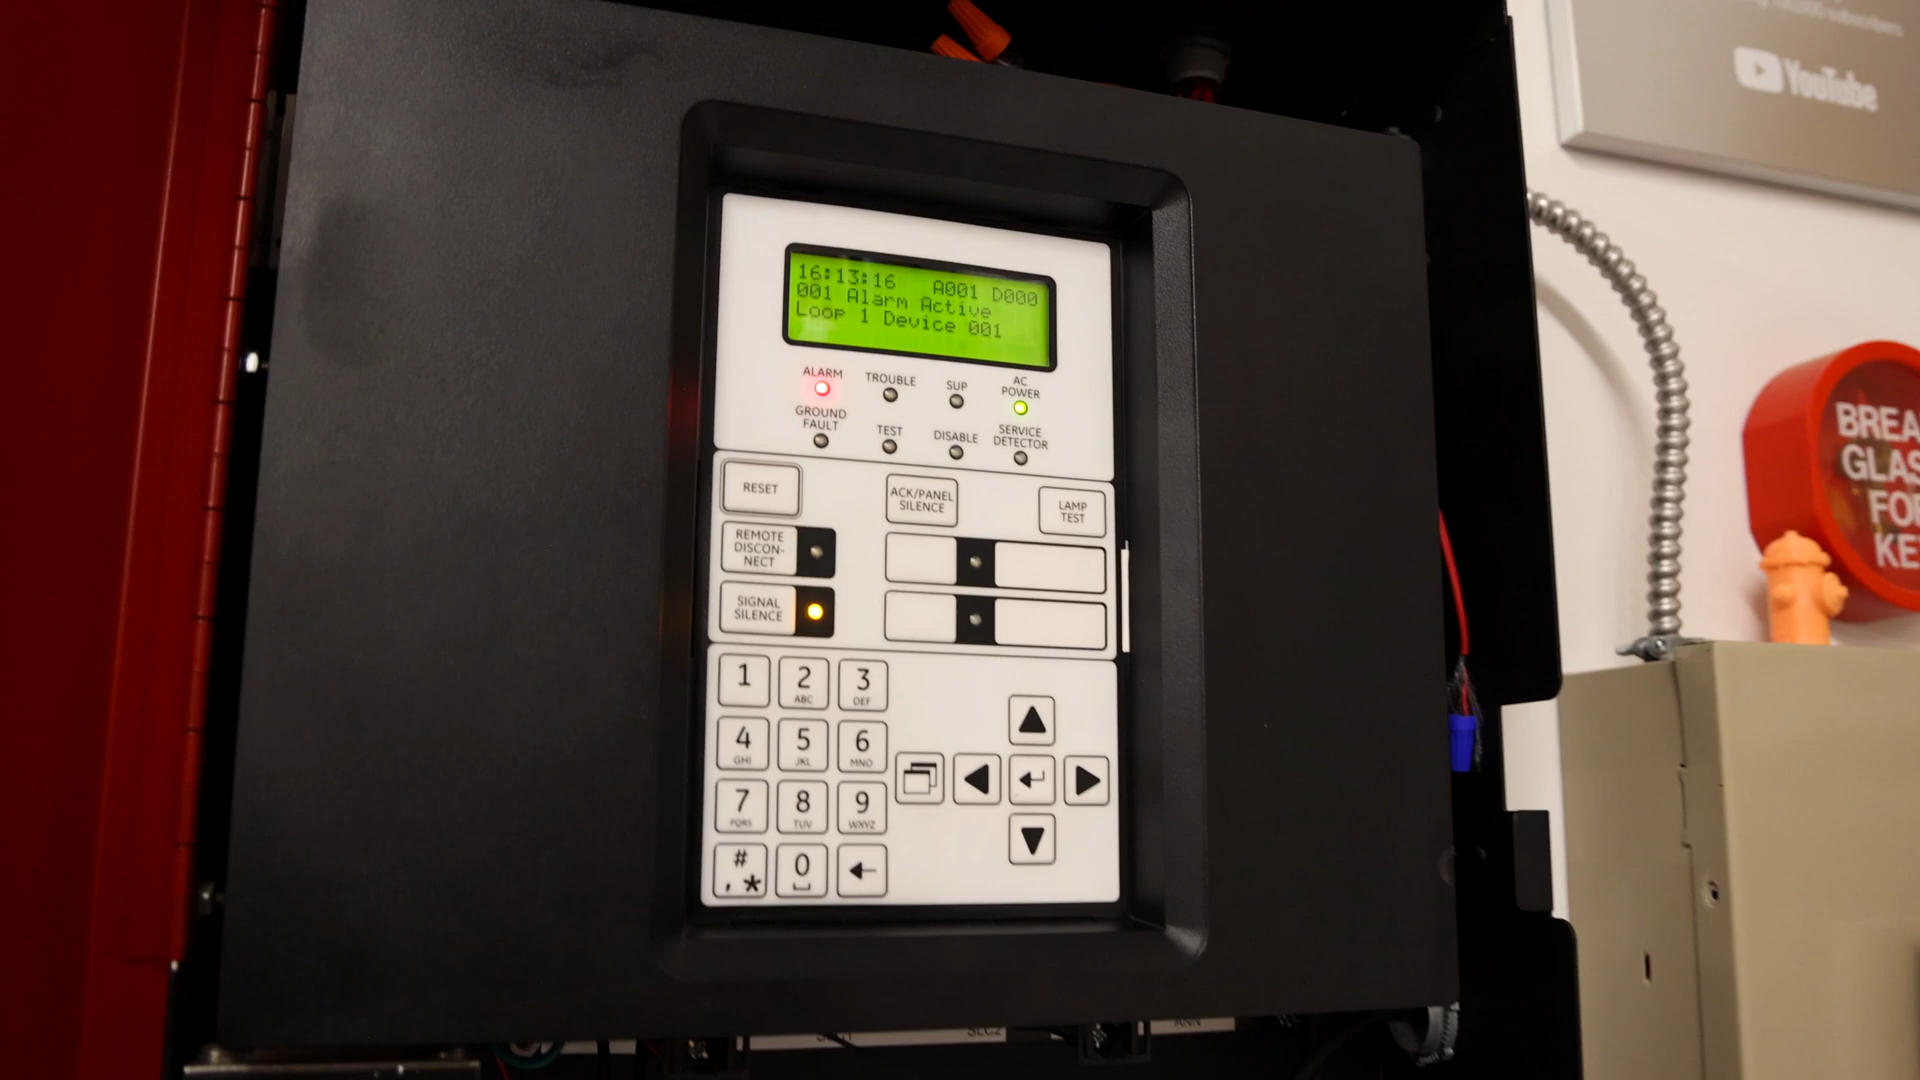 YouTube
16:13:16 A001 D000
001 Alarm Active
Loop 1 Device 001
ALARM
TROUBLE
SUP
AC
POWER
GROUND
FAULT
TEST
DISABLE
SERVICE
DETECTOR
RESET
ACK/PANEL
SILENCE
LAMP
TEST
REMOTE
DISCON-
NECT
SIGNAL
SILENCE
1
2
ABC
3
DEF
4
GHI
5
JKL
6
MNO
7
PQRS
8
TUV
9
WXYZ
#
, *
0
BREA
GLAS
FO
KE
SLC2
ANN